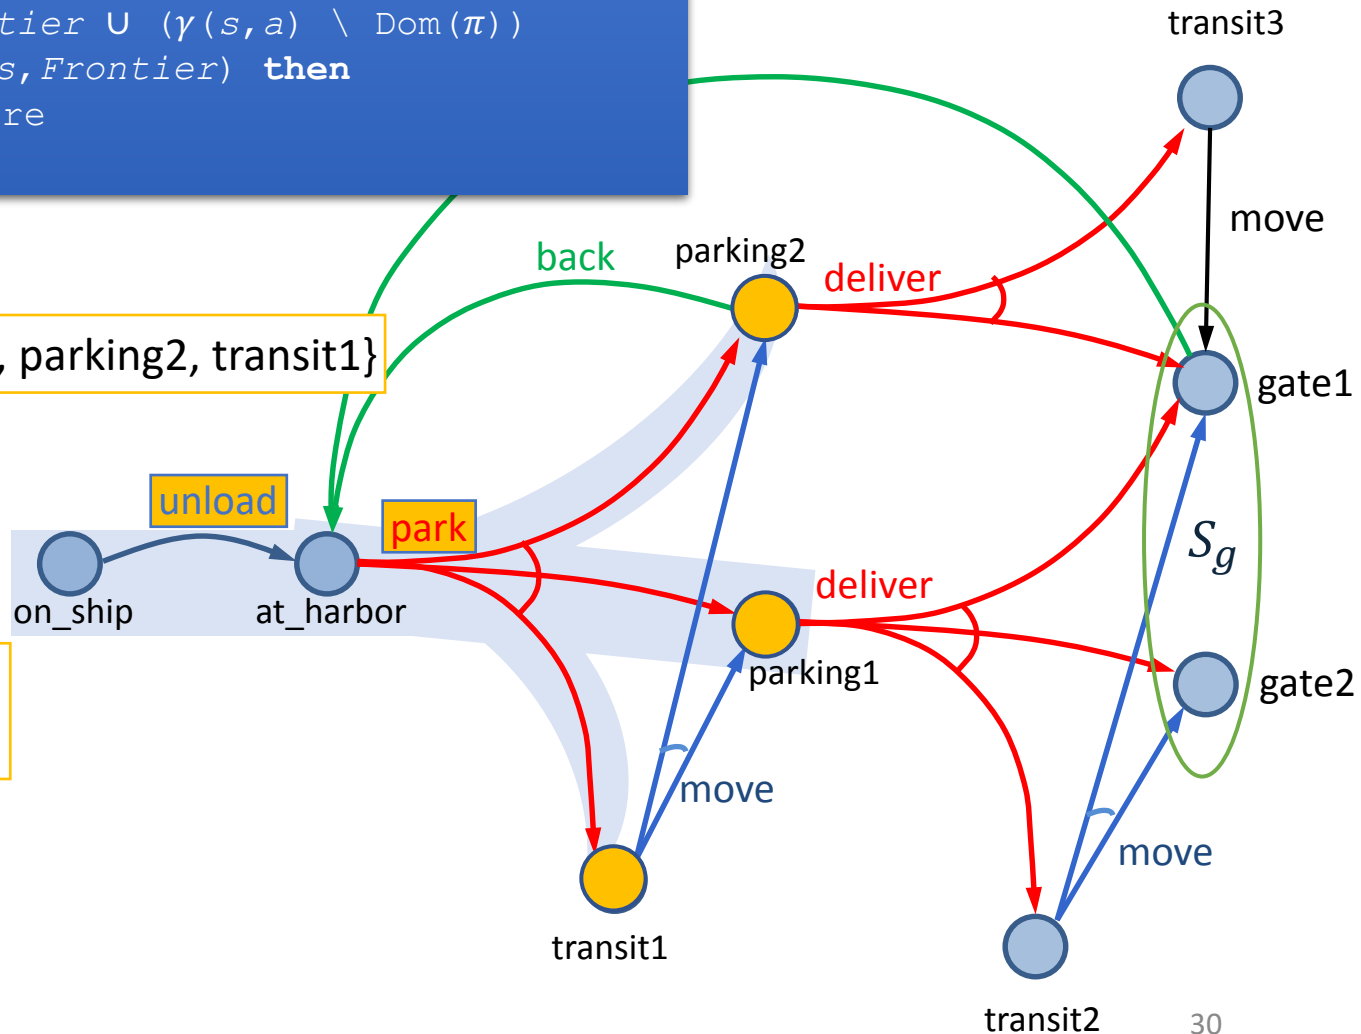 tier ∪ (γ(s,a) \ Dom(π))
s,Frontier) then
re
transit3
move
parking2
back
deliver
, parking2, transit1}
gate1
unload
park
S_g
on_ship
at_harbor
deliver
parking1
gate2
move
move
transit1
transit2
30